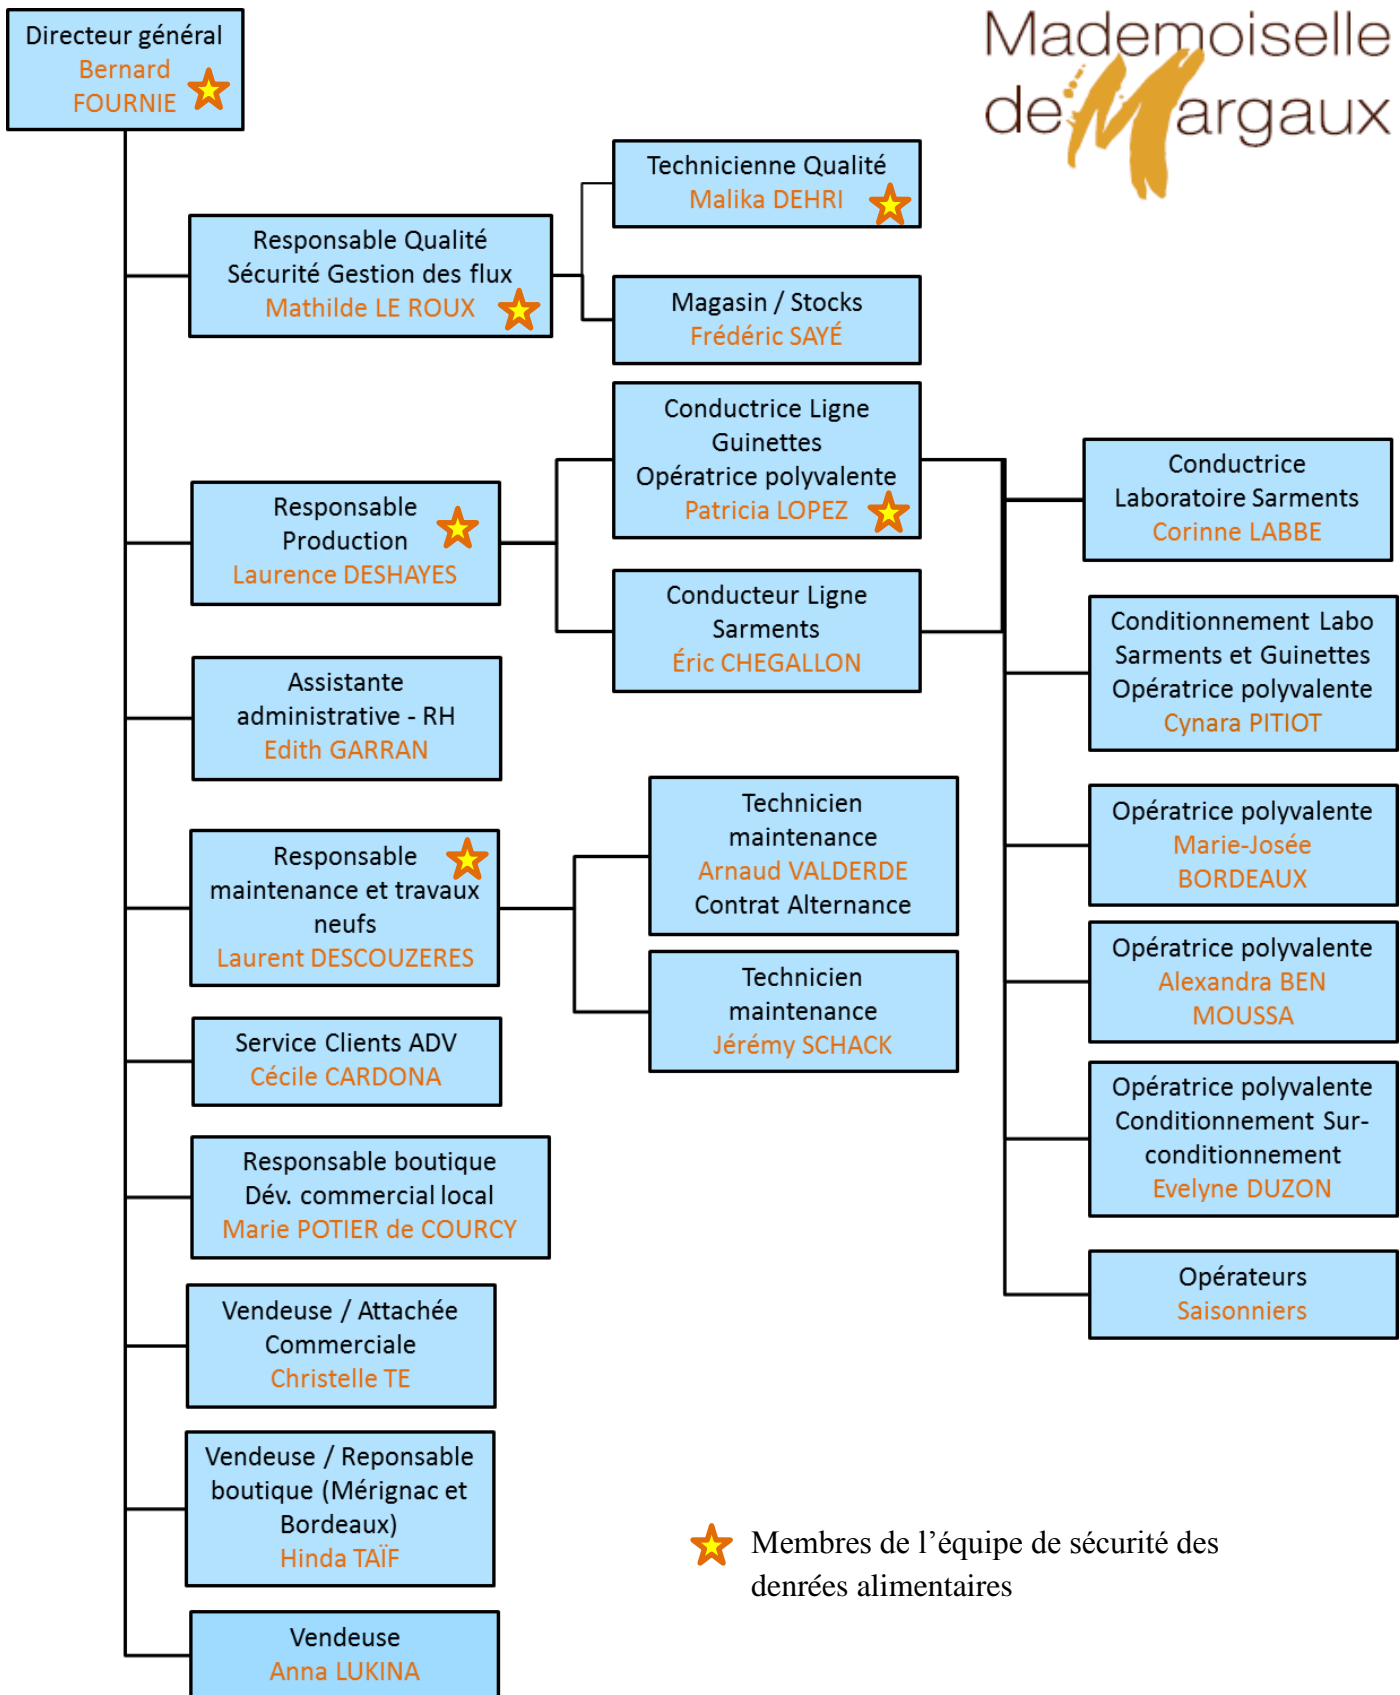 Directeur général
Bernard
FOURNIE
Mademoiselle
de Margaux
Technicienne Qualité
Malika DEHRI
Responsable Qualité
Sécurité Gestion des flux
Mathilde LE ROUX
Magasin / Stocks
Frédéric SAYÉ
Conductrice Ligne
Guinettes
Opératrice polyvalente
Patricia LOPEZ
Conductrice
Laboratoire Sarments
Corinne LABBE
Responsable
Production
Laurence DESHAYES
Conducteur Ligne
Sarments
Éric CHEGALLON
Conditionnement Labo
Sarments et Guinettes
Opératrice polyvalente
Cynara PITIOT
Assistante
administrative - RH
Edith GARRAN
Technicien
maintenance
Arnaud VALDERDE
Contrat Alternance
Opératrice polyvalente
Marie-Josée
BORDEAUX
Responsable
maintenance et travaux
neufs
Laurent DESCOUZERES
Opératrice polyvalente
Alexandra BEN
MOUSSA
Technicien
maintenance
Jérémy SCHACK
Service Clients ADV
Cécile CARDONA
Opératrice polyvalente
Conditionnement Sur-
conditionnement
Evelyne DUZON
Responsable boutique
Dév. commercial local
Marie POTIER de COURCY
Opérateurs
Saisonniers
Vendeuse / Attachée
Commerciale
Christelle TE
Vendeuse / Reponsable
boutique (Mérignac et
Bordeaux)
Hinda TAÏF
Membres de l’équipe de sécurité des
denrées alimentaires
Vendeuse
Anna LUKINA